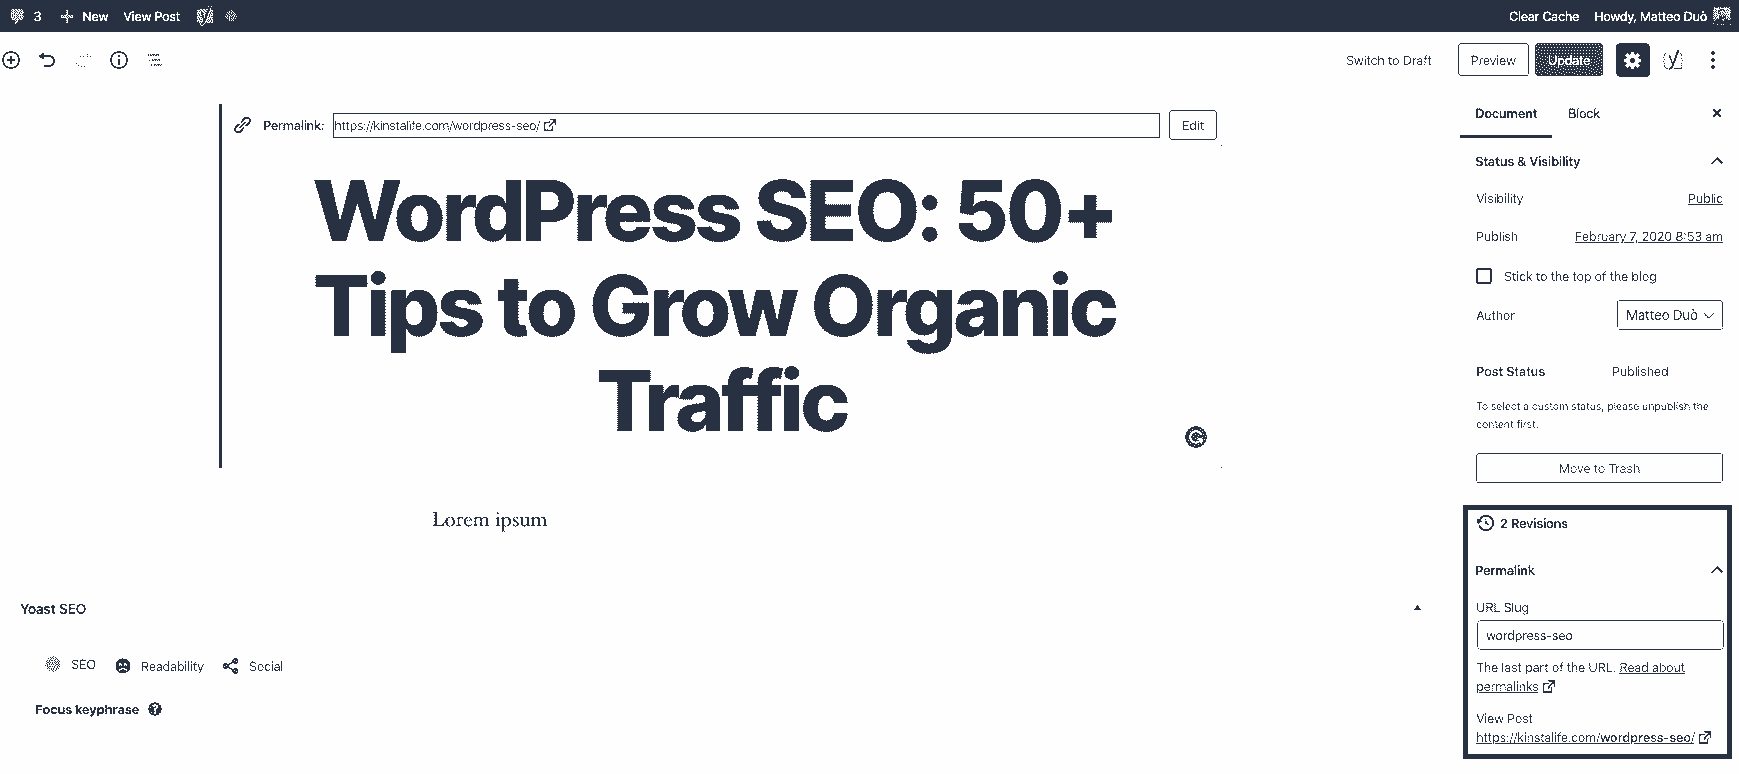 3 New View Post Clear Cache Howdy, Matteo Duò
Switch to Draft Preview Update
Permalink: https://kinstalife.com/wordpress-seo/ Edit
WordPress SEO: 50+
Tips to Grow Organic
Traffic
Lorem ipsum
Yoast SEO
SEO Readability Social
Focus keyphrase
Document Block
Status & Visibility
Visibility Public
Publish February 7, 2020 8:53 am
Stick to the top of the blog
Author Matteo Duò
Post Status Published
To select a custom status, please unpublish the
content first.
Move to Trash
2 Revisions
Permalink
URL Slug
wordpress-seo
The last part of the URL. Read about
permalinks
View Post
https://kinstalife.com/wordpress-seo/